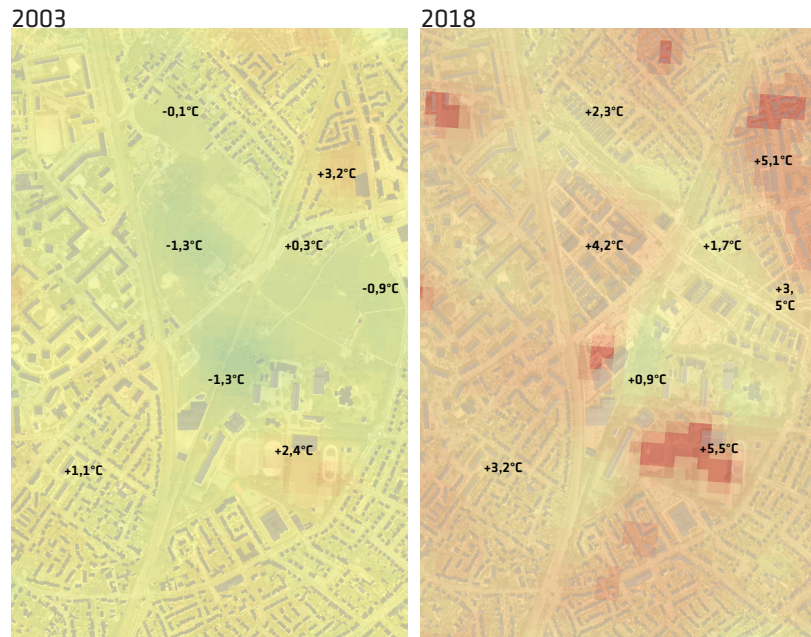 2003
-0,1°C
+3,2°C
-1,3°C
+0,3°C
-0,9°C
-1,3°C
+2,4°C
+1,1°C
2018
+2,3°C
+5,1°C
+4,2°C
+1,7°C
+3,
5°C
+0,9°C
+5,5°C
+3,2°C